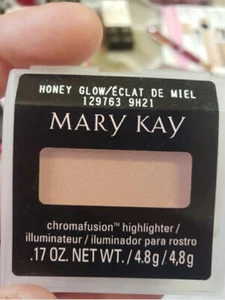 HONEY GLOW/ÉCLAT DE MIEL
129763 9H21
MARY KAY
chromafusion™ highlighter/
illuminateur/iluminador para rostro
.17 OZ. NET WT./4.8g/4,8g